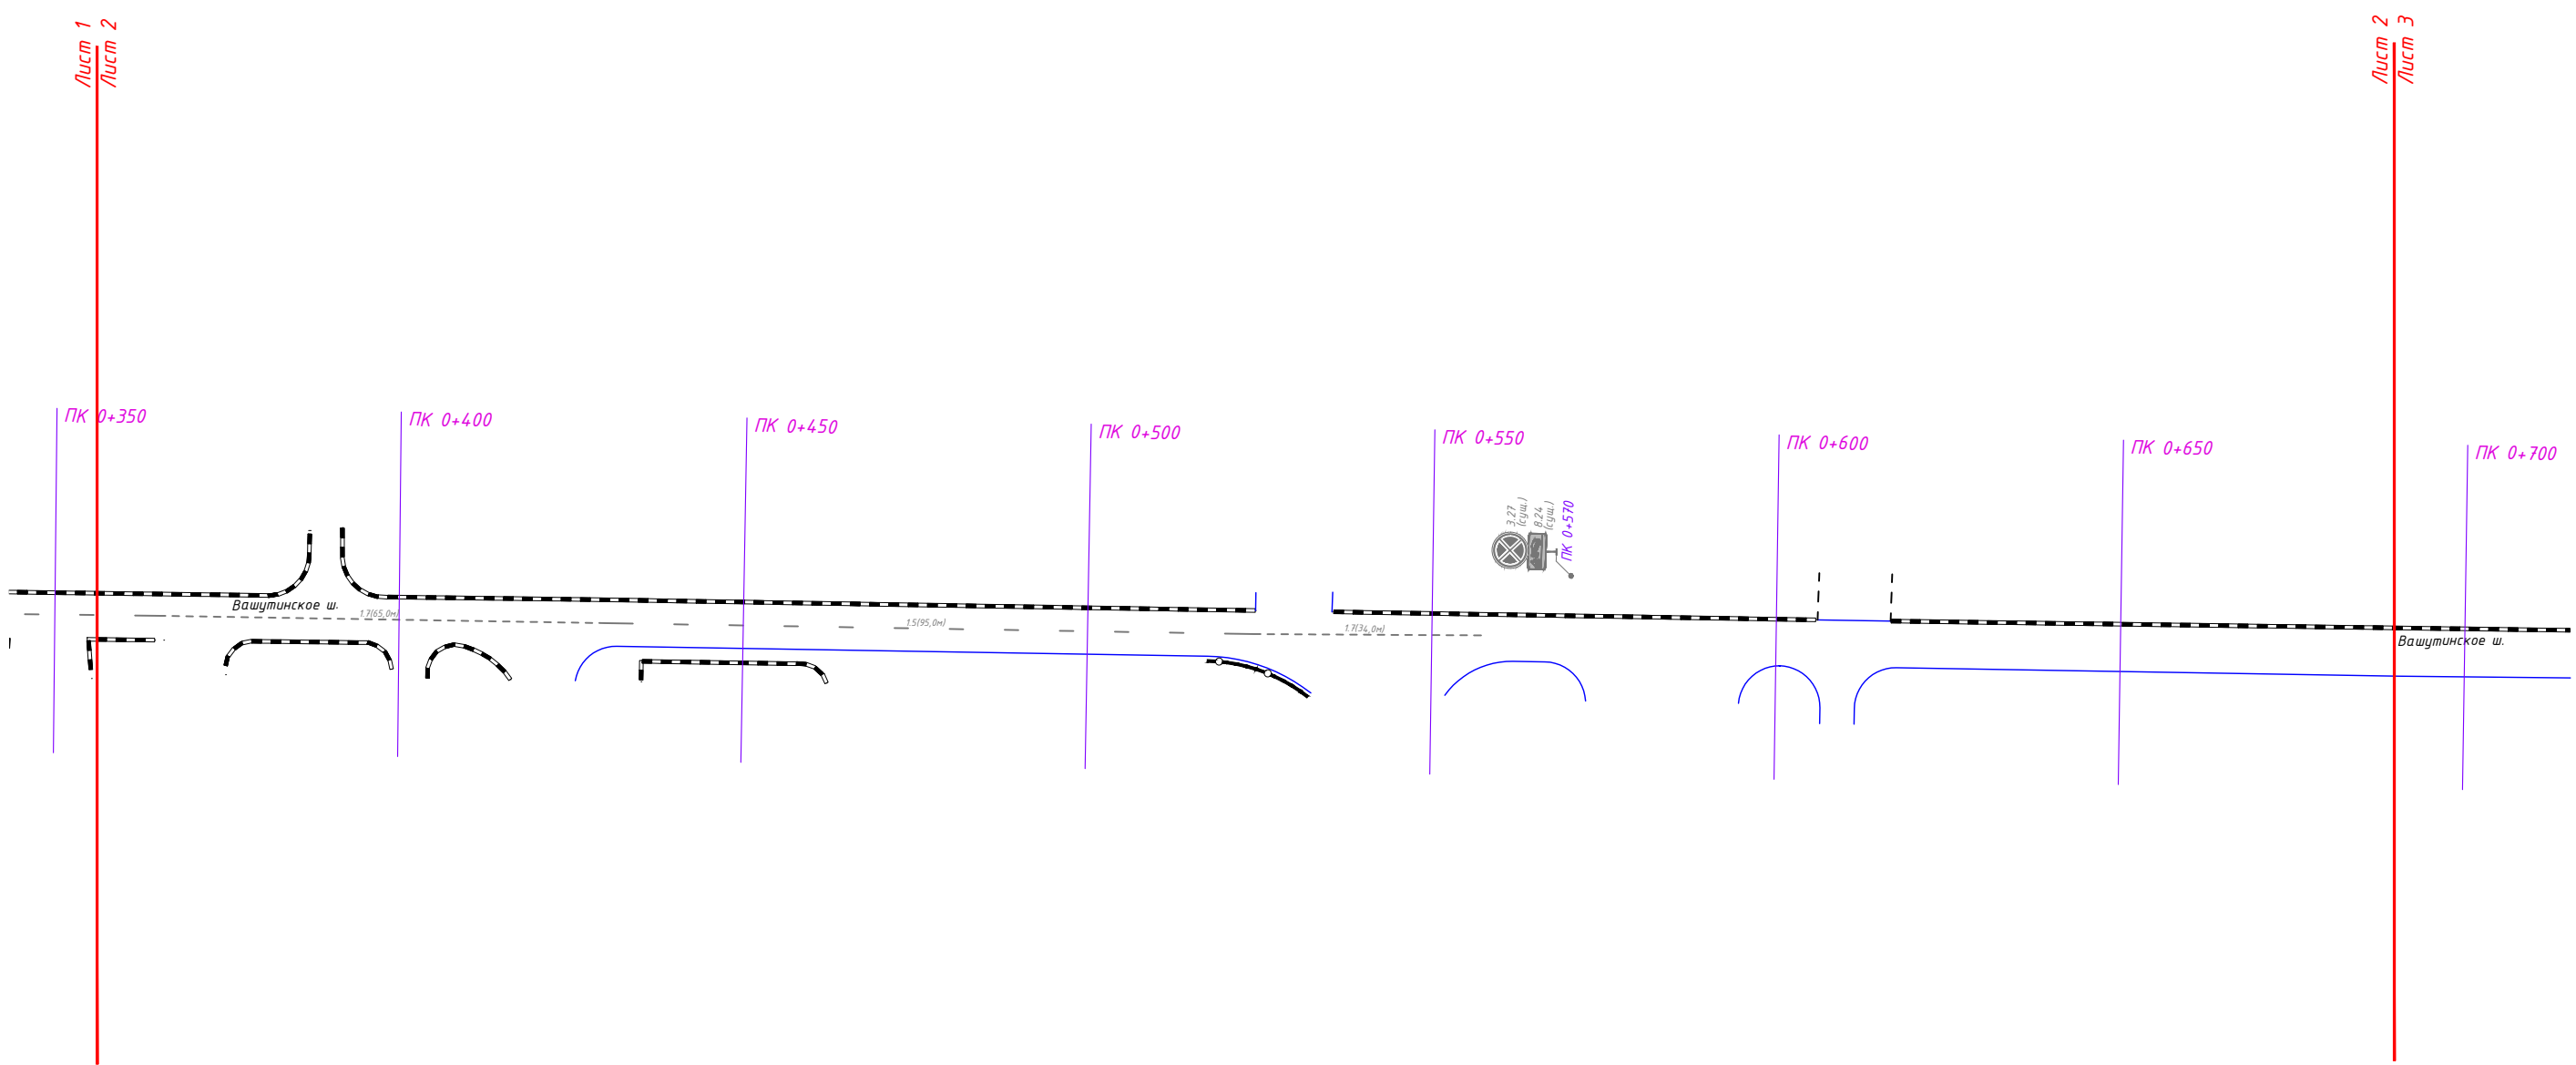 Лист 1
Лист 2
Лист 2
Лист 3
ПК 0+350
ПК 0+400
ПК 0+450
ПК 0+500
ПК 0+550
ПК 0+600
ПК 0+650
ПК 0+700
3.27
(сущ.)
8.24
(сущ.)
ПК 0+570
Вашутинское ш.
1.7(65,0м)
1.5(95,0м)
1.7(34,0м)
Вашутинское ш.